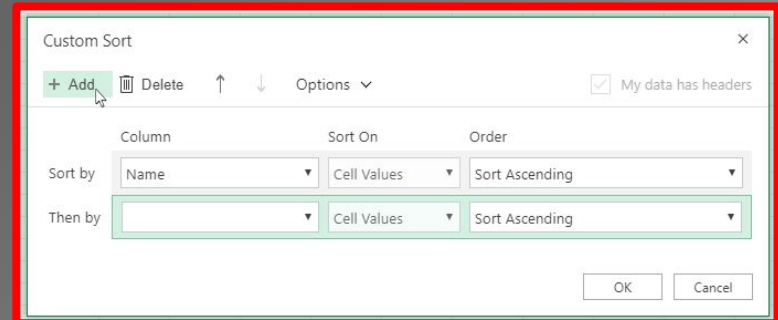 Custom Sort
+ Add Delete Options My data has headers
Column Sort On Order
Sort by Name Cell Values Sort Ascending
Then by Cell Values Sort Ascending
OK Cancel